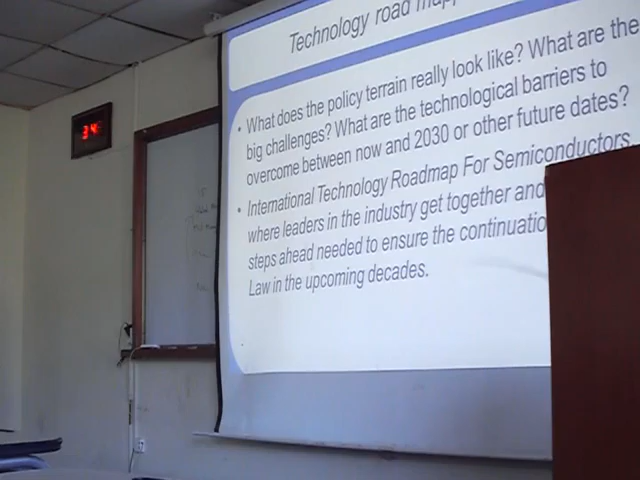 Technology road
• What does the policy terrain really look like? What are the
big challenges? What are the technological barriers to
overcome between now and 2030 or other future dates?
• International Technology Roadmap For Semiconductors,
where leaders in the industry get together and
steps ahead needed to ensure the
Law in the upcoming decades.